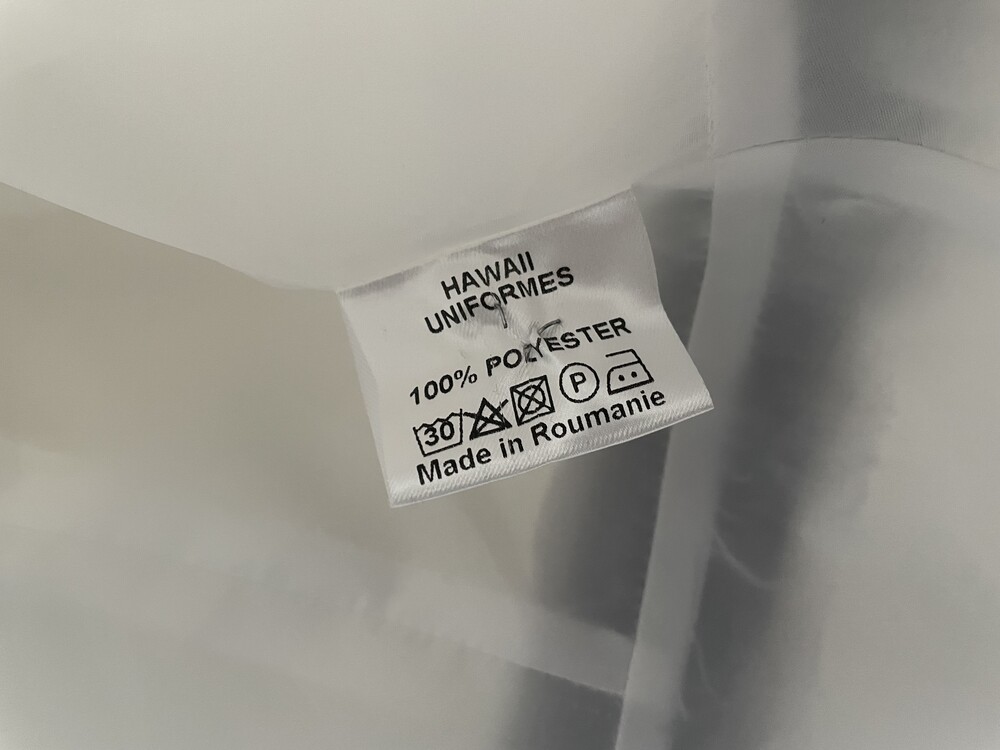 HAWAII
UNIFORMES
100% POLYESTER
30 P
Made in Roumanie